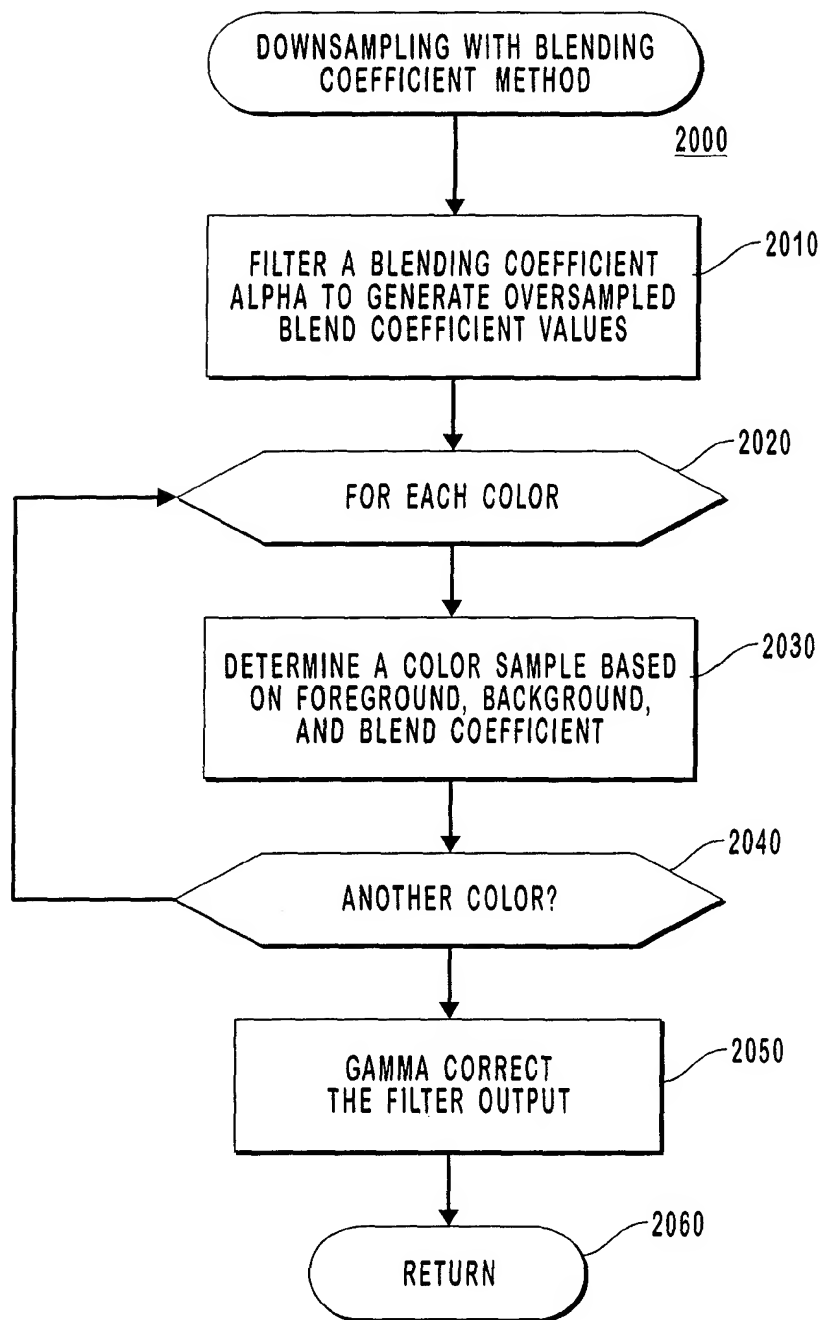 DOWNSAMPLING WITH BLENDING
COEFFICIENT METHOD
2000
FILTER A BLENDING COEFFICIENT
ALPHA TO GENERATE OVERSAMPLED
BLEND COEFFICIENT VALUES
2010
FOR EACH COLOR
2020
DETERMINE A COLOR SAMPLE BASED
ON FOREGROUND, BACKGROUND,
AND BLEND COEFFICIENT
2030
ANOTHER COLOR?
2040
GAMMA CORRECT
THE FILTER OUTPUT
2050
RETURN
2060